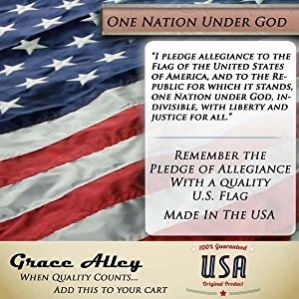 One Nation Under God
"I pledge allegiance to the
flag of the United States
of America, and to the Re-
public for which it stands,
one Nation under God, in-
divisible, with liberty and
justice for all."
Remember the
Pledge of Allegiance
With a quality
U.S. Flag
Made In The USA
Grace Alley
When Quality Counts...
Add this to your cart
100% Guaranteed
USA
Original Product